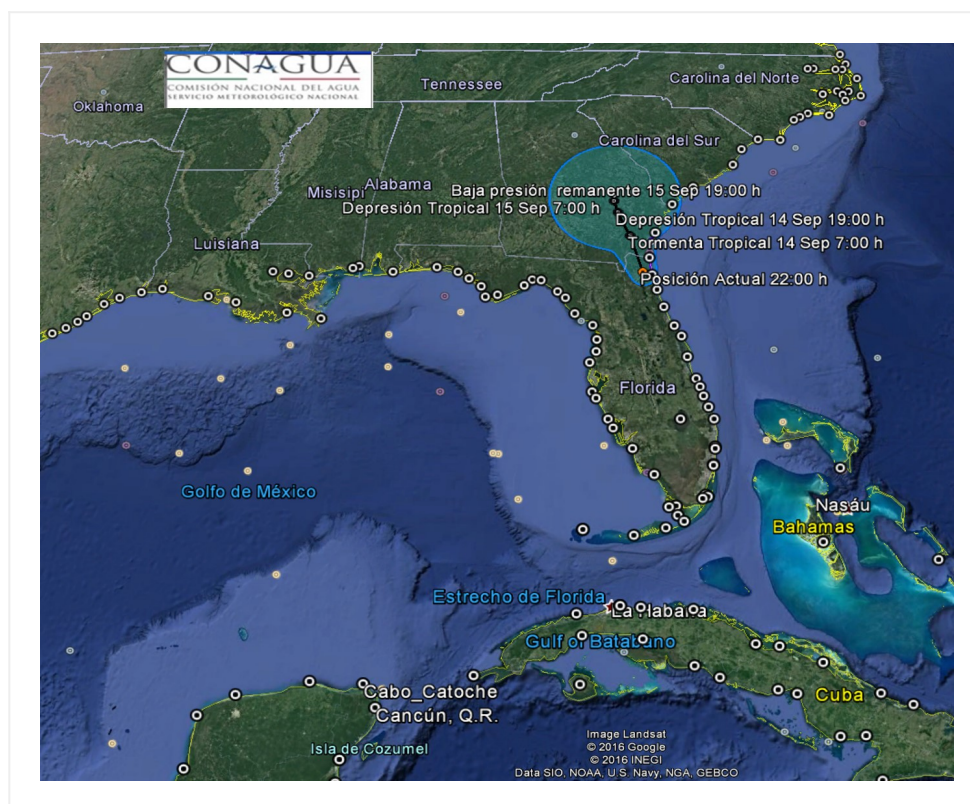 CONAGUA
COMISIÓN NACIONAL DEL AGUA
SERVICIO METEOROLÓGICO NACIONAL
Oklahoma
Tennessee
Carolina del Norte
Carolina del Sur
Misisipi
Alabama
Baja presión remanente 15 Sep 19:00 h
Depresión Tropical 15 Sep 7:00 h
Depresión Tropical 14 Sep 19:00 h
Luisiana
Tormenta Tropical 14 Sep 7:00 h
Posición Actual 22:00 h
Florida
Golfo de México
Nasáu
Bahamas
Estrecho de Florida
La Habana
Gulf of Batabano
Cabo_Catoche
Cuba
Cancún, Q.R.
Isla de Cozumel
Image Landsat
© 2016 Google
© 2016 INEGI
Data SIO, NOAA, U.S. Navy, NGA, GEBCO